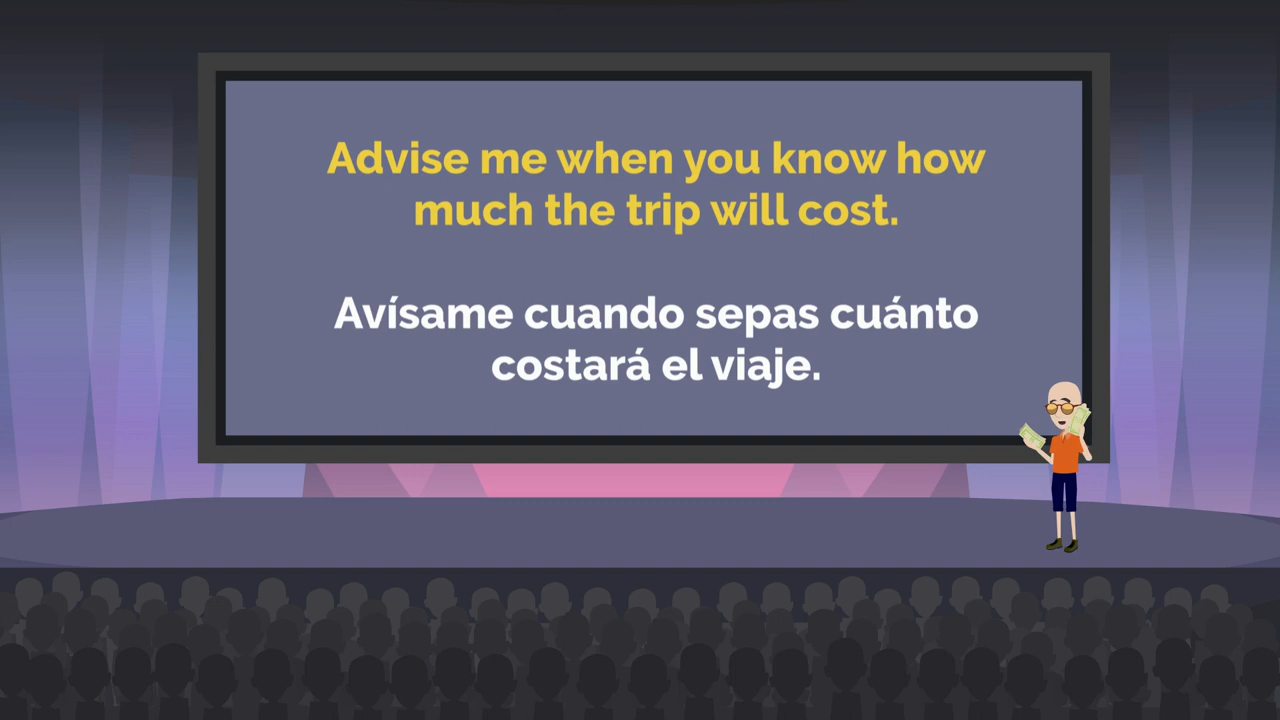 Advise me when you know how
much the trip will cost.
Avísame cuando sepas cuánto
costará el viaje.